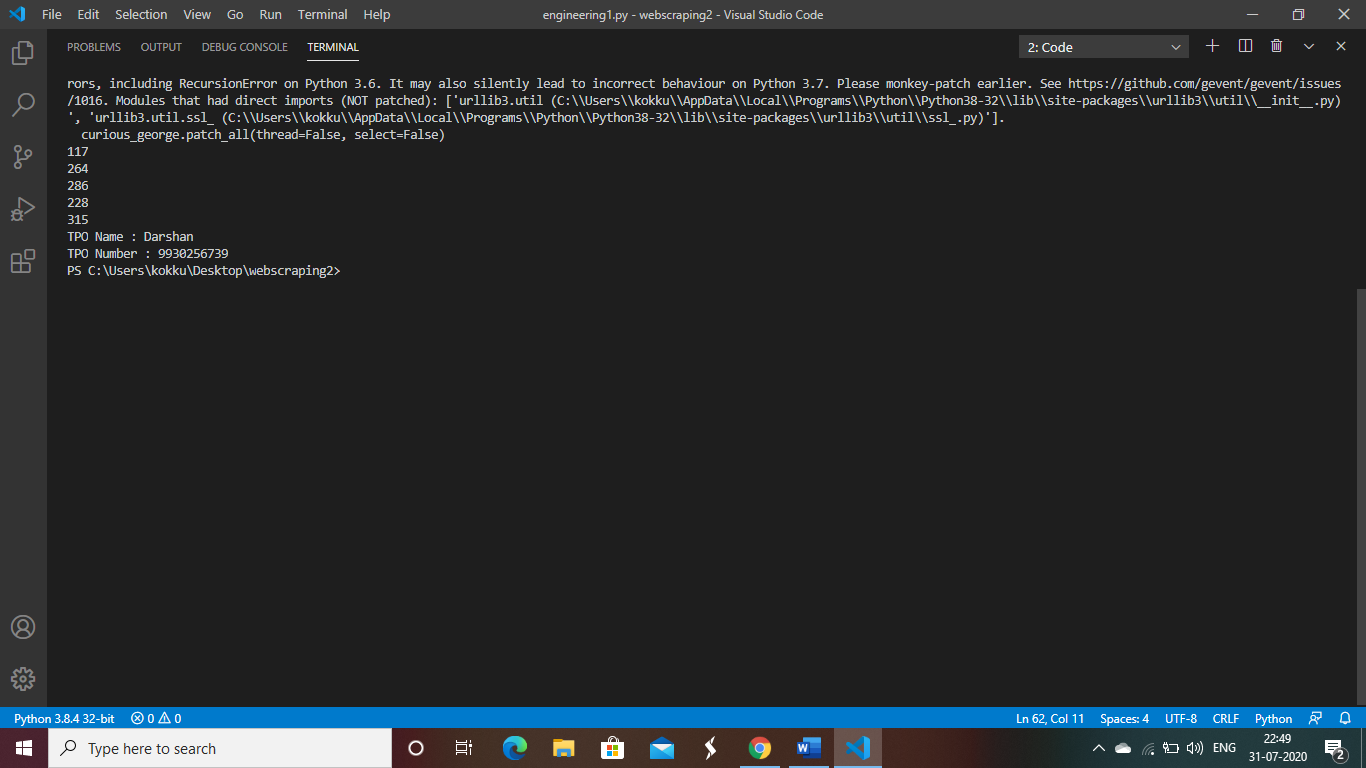 File Edit Selection View Go Run Terminal Help engineering1.py - webscraping2 - Visual Studio Code
PROBLEMS OUTPUT DEBUG CONSOLE TERMINAL 2: Code
rors, including RecursionError on Python 3.6. It may also silently lead to incorrect behaviour on Python 3.7. Please monkey-patch earlier. See https://github.com/gevent/gevent/issues
/1016. Modules that had direct imports (NOT patched): ['urllib3.util (C:\\Users\\kokku\\AppData\\Local\\Programs\\Python\\Python38-32\\lib\\site-packages\\urllib3\\util\\__init__.py)
', 'urllib3.util.ssl_ (C:\\Users\\kokku\\AppData\\Local\\Programs\\Python\\Python38-32\\lib\\site-packages\\urllib3\\util\\ssl_.py)'].
curious_george.patch_all(thread=False, select=False)
117
264
286
228
315
TPO Name : Darshan
TPO Number : 9930256739
PS C:\Users\kokku\Desktop\webscraping2>
Python 3.8.4 32-bit 0 0 Ln 62, Col 11 Spaces: 4 UTF-8 CRLF Python
Type here to search ENG 22:49
31-07-2020 2